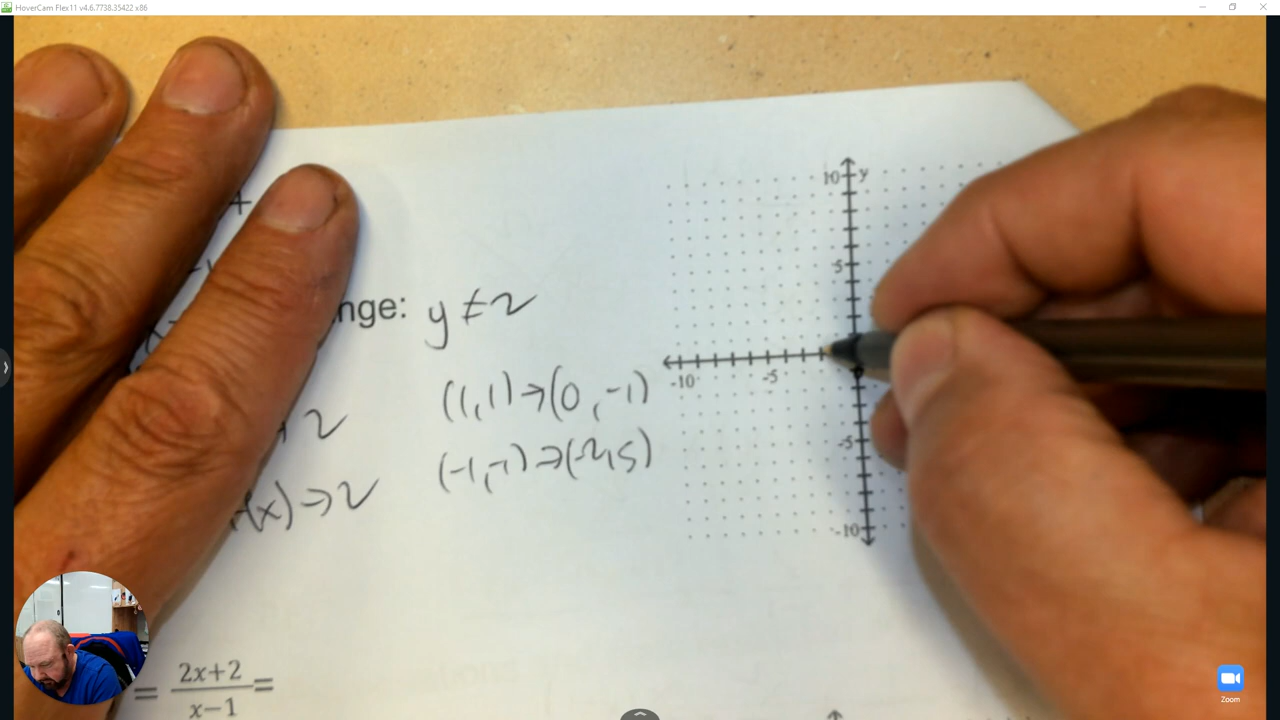 HoverCam Flex11 v4.6.7738.35422 x86
10 y
5
nge: y ≠ 2
-10 -5
(1,1)→(0,-1)
+ 2
-5
(-1,-1)→(-2,5)
(x)→2
-10
= 2x+2 / x-1 =
Zoom